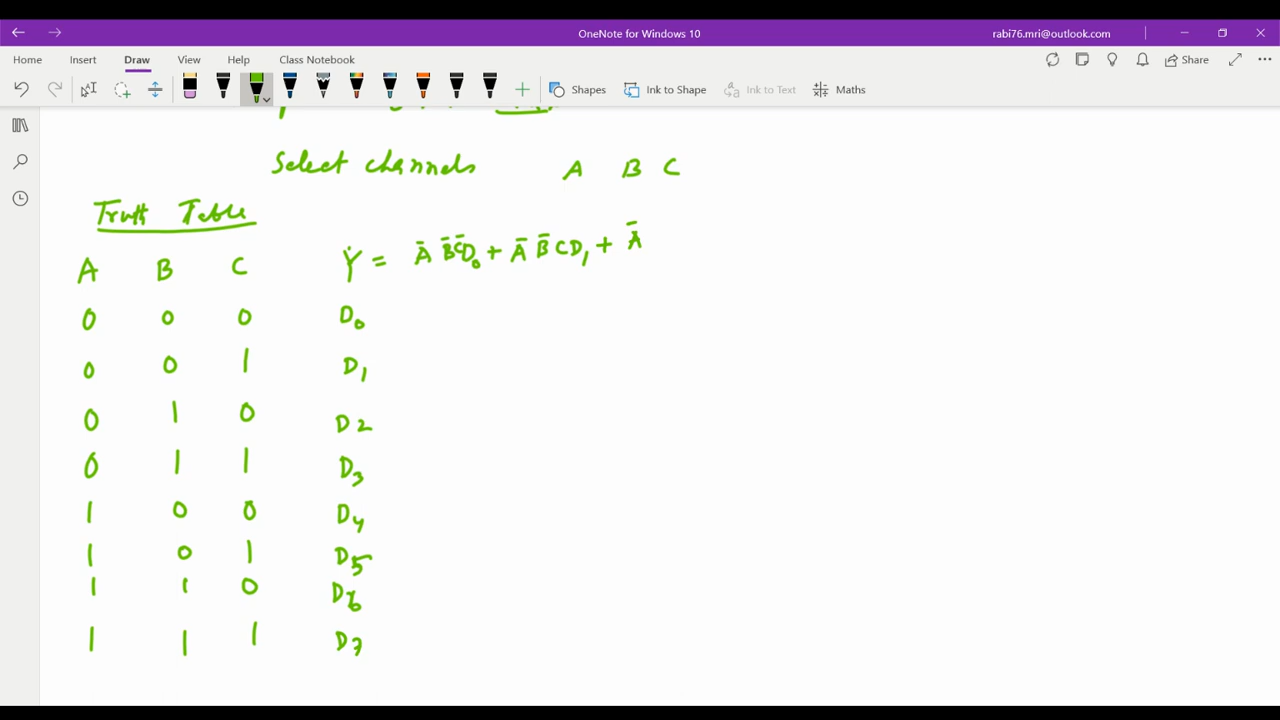 OneNote for Windows 10
rabi76.mri@outlook.com
Home Insert Draw View Help Class Notebook Share
Shapes Ink to Shape Ink to Text Maths
Select channels A B C
Truth Table
A B C Y = A̅ B̅ C̅ D₀ + A̅ B̅ C D₁ + A̅
0 0 0 D₀
0 0 1 D₁
0 1 0 D2
0 1 1 D₃
1 0 0 D₄
1 0 1 D₅
1 1 0 D₆
1 1 1 D₇